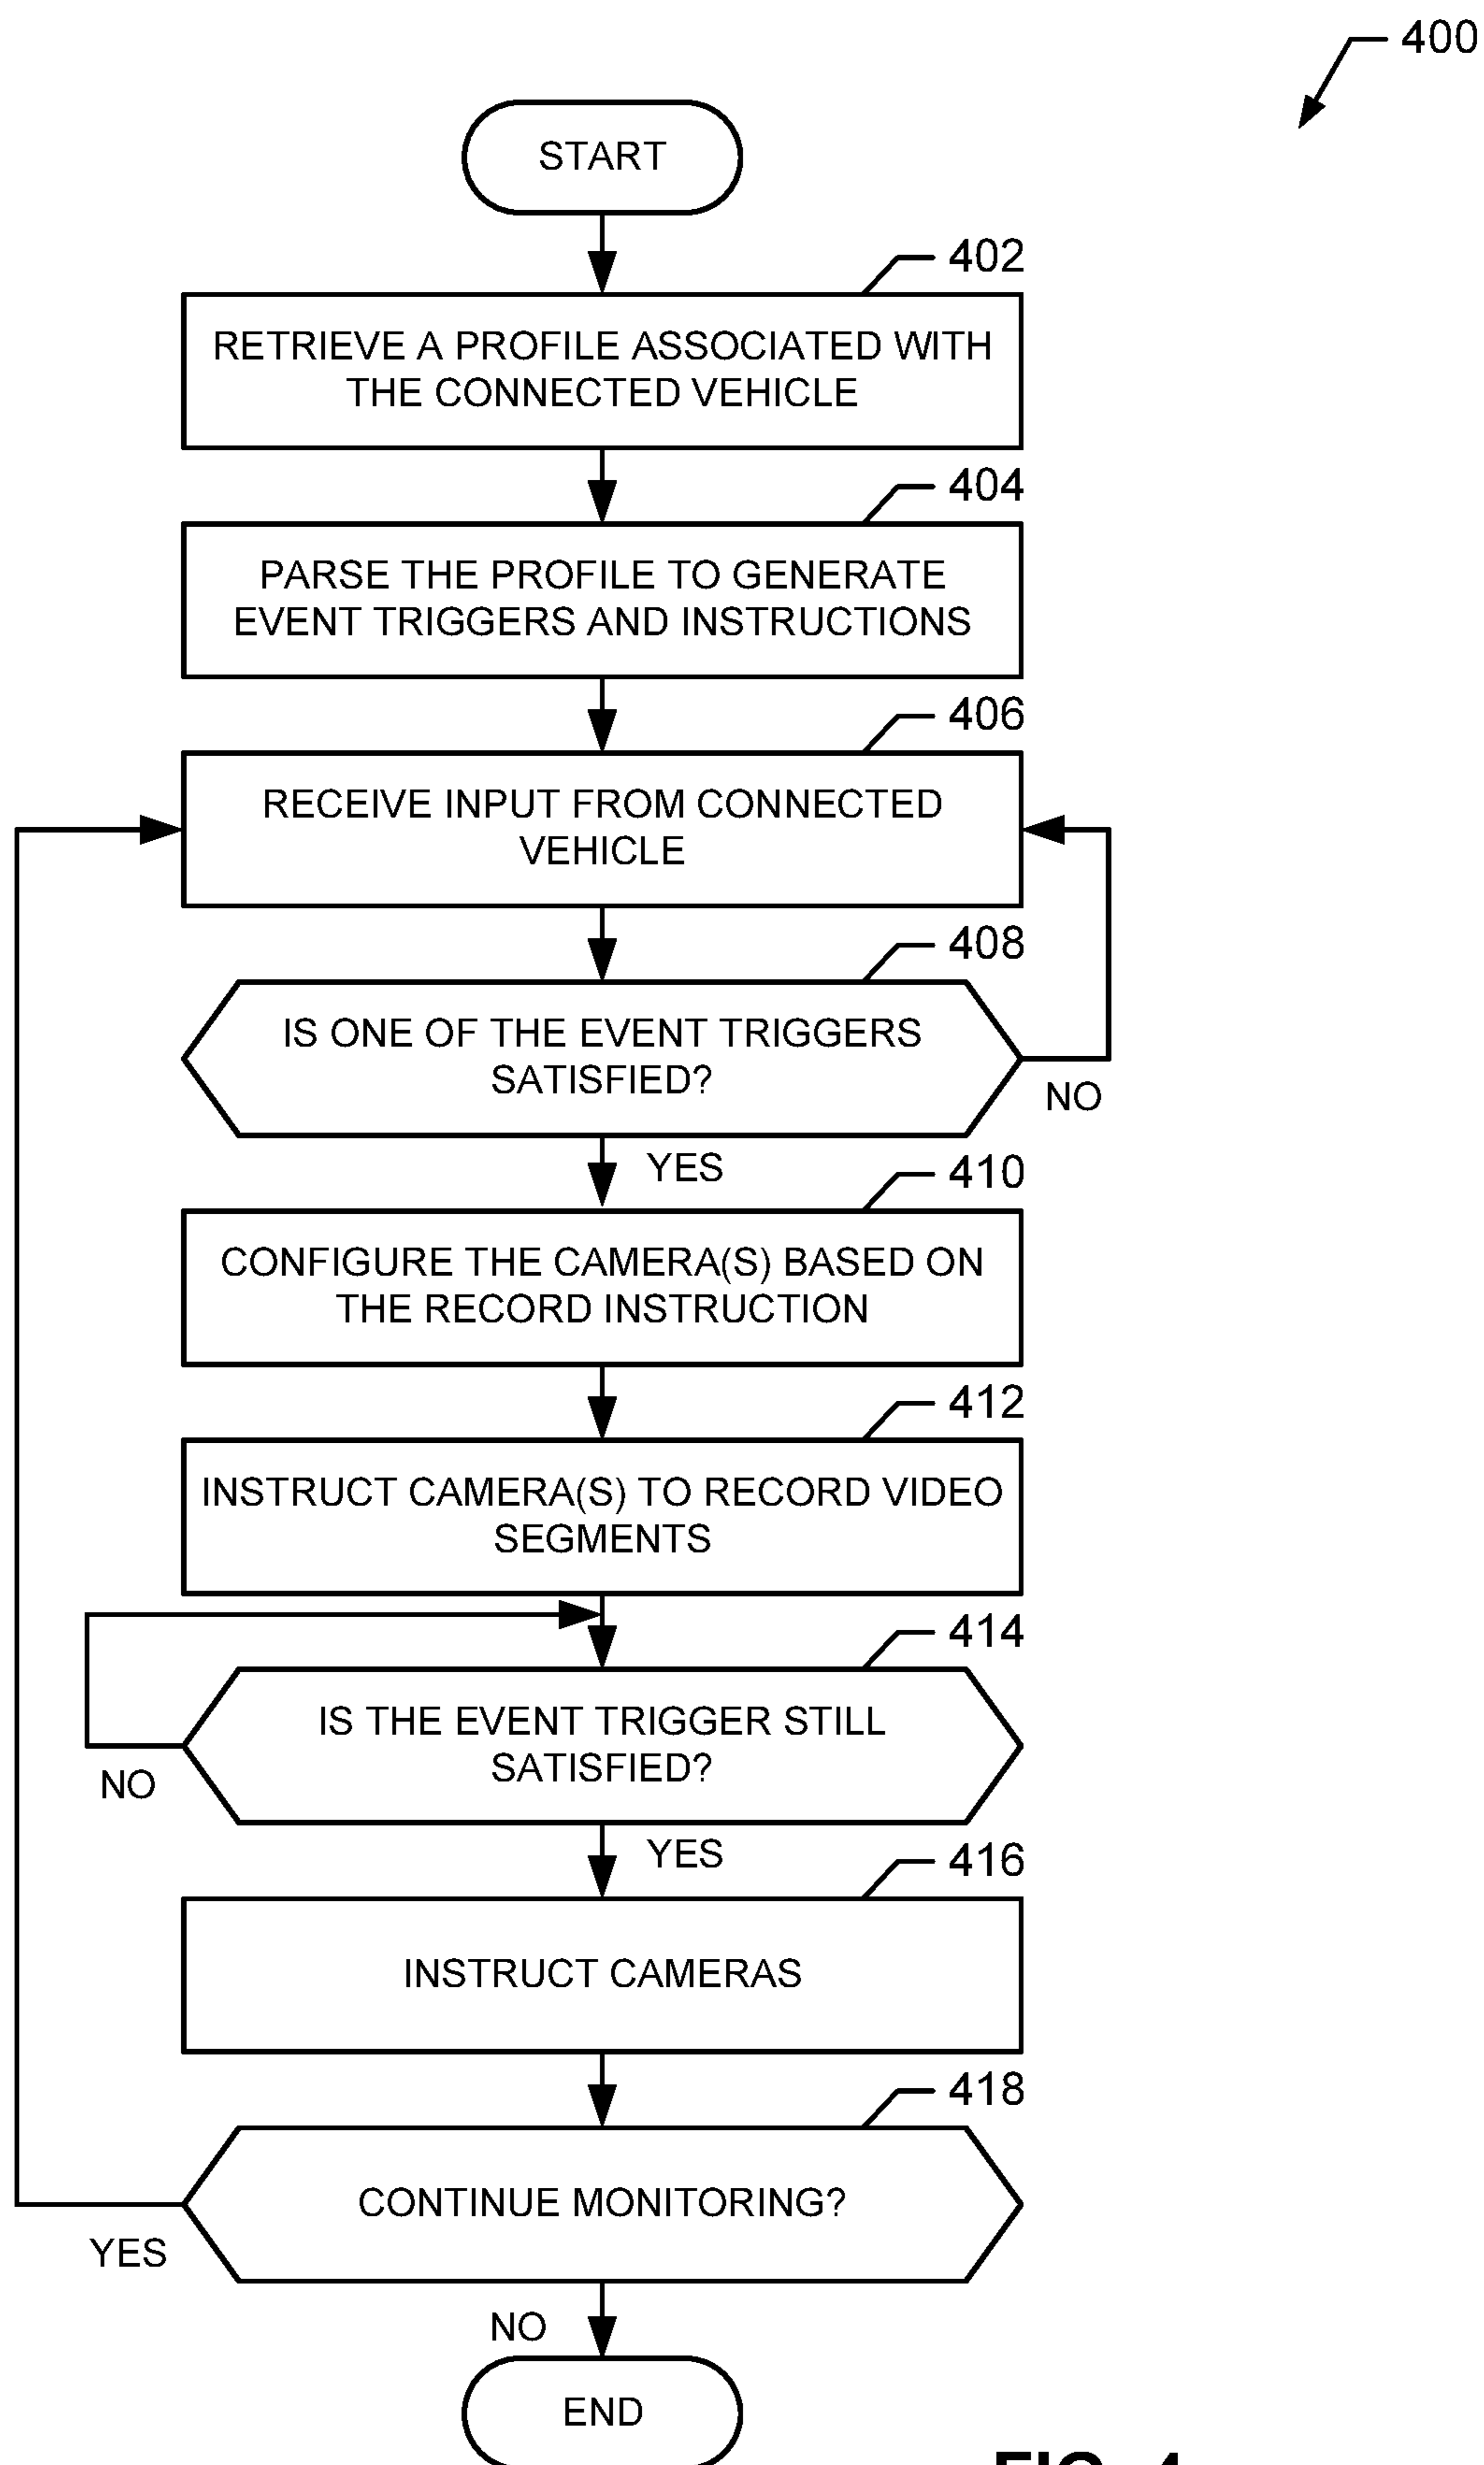 400
START
402
RETRIEVE A PROFILE ASSOCIATED WITH
THE CONNECTED VEHICLE
404
PARSE THE PROFILE TO GENERATE
EVENT TRIGGERS AND INSTRUCTIONS
406
RECEIVE INPUT FROM CONNECTED
VEHICLE
408
IS ONE OF THE EVENT TRIGGERS
SATISFIED?
NO
YES
410
CONFIGURE THE CAMERA(S) BASED ON
THE RECORD INSTRUCTION
412
INSTRUCT CAMERA(S) TO RECORD VIDEO
SEGMENTS
414
IS THE EVENT TRIGGER STILL
SATISFIED?
NO
YES
416
INSTRUCT CAMERAS
418
CONTINUE MONITORING?
YES
NO
END